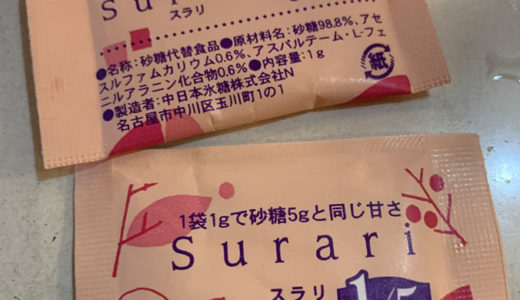 surari
スラリ
●名称:砂糖代替食品●原材料名:砂糖98.8%、アセ
スルファムカリウム0.6%、アスパルテーム・L-フェ
ニルアラニン化合物0.6%●内容量:1g
●製造者:中日本氷糖株式会社N
名古屋市中川区玉川町1の1
紙
1袋1gで砂糖5gと同じ甘さ
Surari
スラリ
1/5